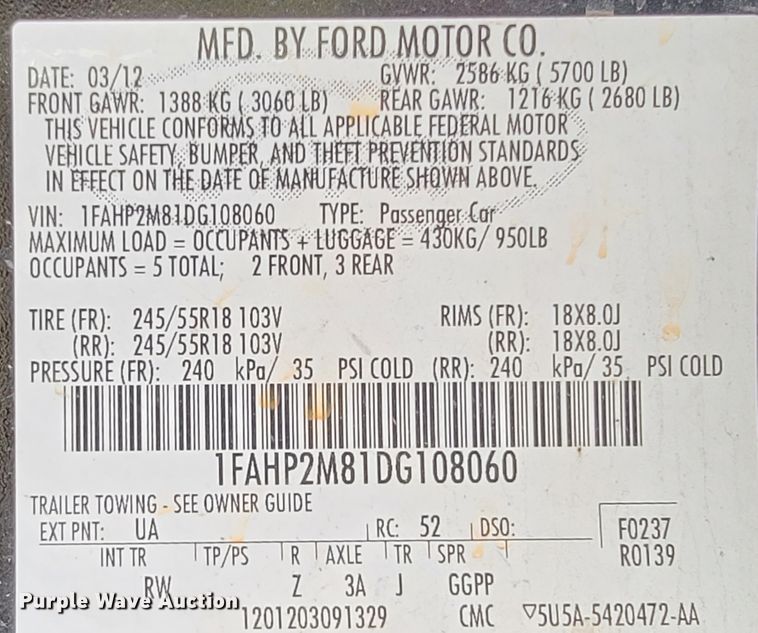 MFD. BY FORD MOTOR CO.
DATE: 03/12 GVWR: 2586 KG ( 5700 LB)
FRONT GAWR: 1388 KG ( 3060 LB) REAR GAWR: 1216 KG ( 2680 LB)
THIS VEHICLE CONFORMS TO ALL APPLICABLE FEDERAL MOTOR
VEHICLE SAFETY, BUMPER, AND THEFT PREVENTION STANDARDS
IN EFFECT ON THE DATE OF MANUFACTURE SHOWN ABOVE.
VIN: 1FAHP2M81DG108060 TYPE: Passenger Car
MAXIMUM LOAD = OCCUPANTS + LUGGAGE = 430KG/ 950LB
OCCUPANTS = 5 TOTAL; 2 FRONT, 3 REAR
TIRE (FR): 245/55R18 103V RIMS (FR): 18X8.0J
(RR): 245/55R18 103V (RR): 18X8.0J
PRESSURE (FR): 240 kPa/ 35 PSI COLD (RR): 240 kPa/ 35 PSI COLD
1FAHP2M81DG108060
TRAILER TOWING - SEE OWNER GUIDE
EXT PNT: UA RC: 52 DSO: F0237
INT TR TP/PS R AXLE TR SPR R0139
RW Z 3A J GGPP
Purple Wave Auction
1201203091329 CMC ▽5U5A-5420472-AA